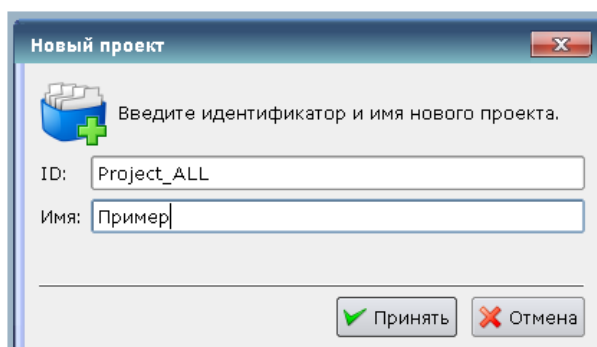 Новый проект
Введите идентификатор и имя нового проекта.
ID: Project_ALL
Имя: Пример
Принять Отмена